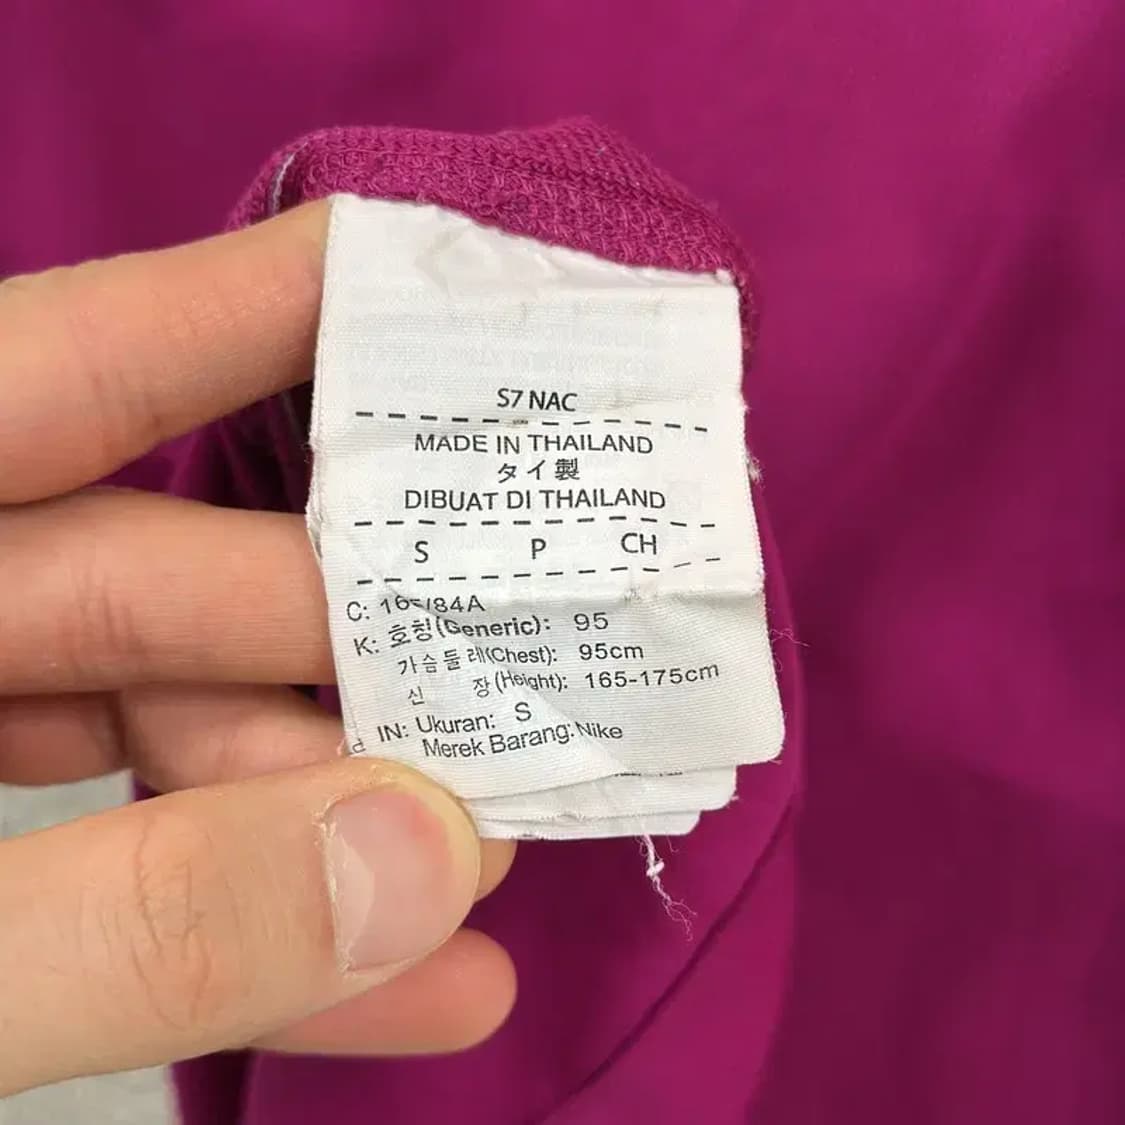 S7 NAC
MADE IN THAILAND
タイ製
DIBUAT DI THAILAND
S P CH
C:
K: 호칭(Generic): 95
가슴둘레(Chest): 95cm
신 장(Height): 165-175cm
IN: Ukuran: S
Merek Barang: Nike